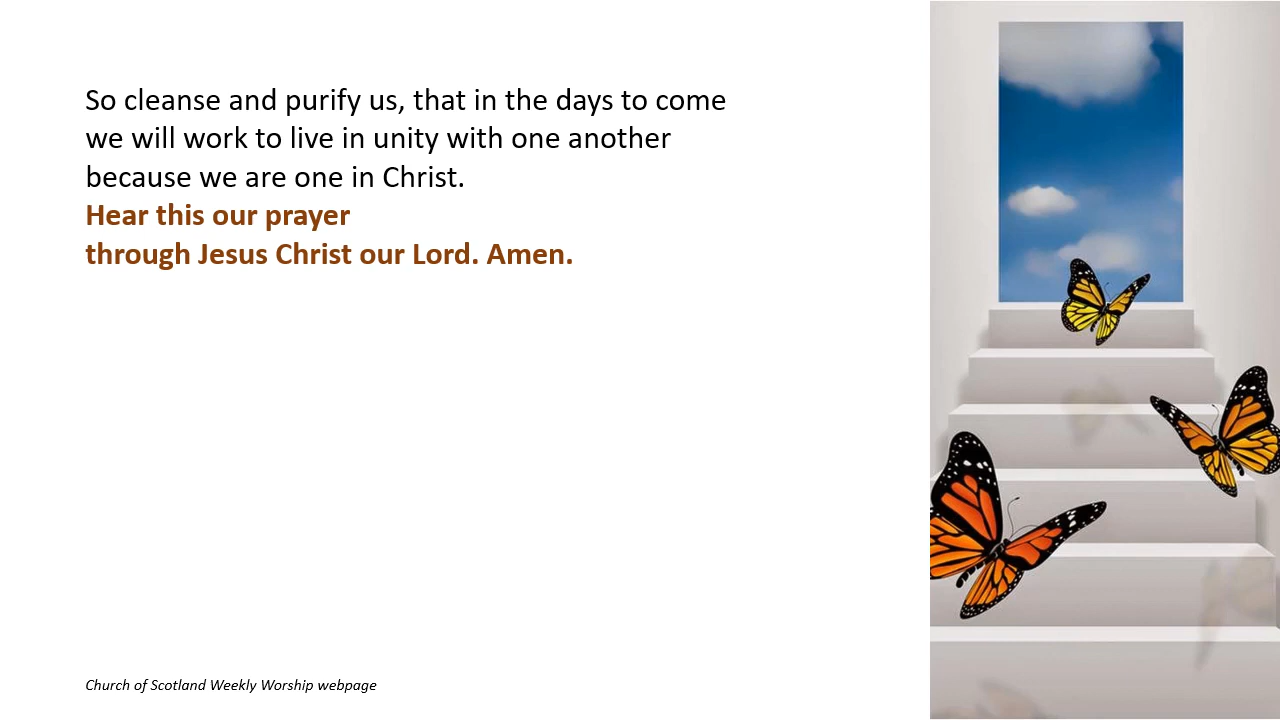 So cleanse and purify us, that in the days to come
we will work to live in unity with one another
because we are one in Christ.
Hear this our prayer
through Jesus Christ our Lord. Amen.
Church of Scotland Weekly Worship webpage